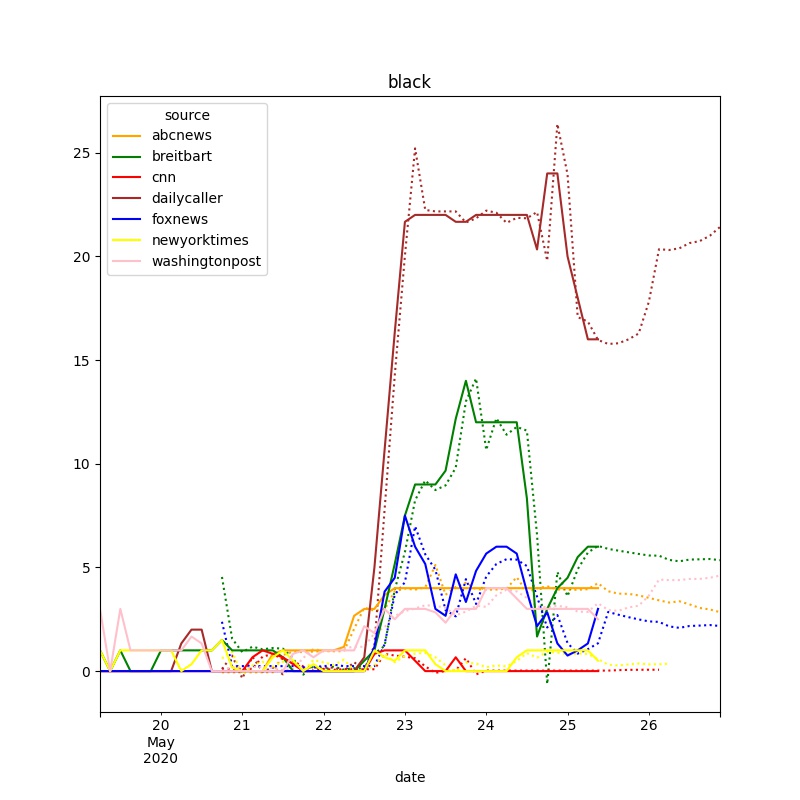 black
source
abcnews
breitbart
cnn
dailycaller
foxnews
newyorktimes
washingtonpost
25
20
15
10
5
0
20
21
22
23
24
25
26
May
2020
date